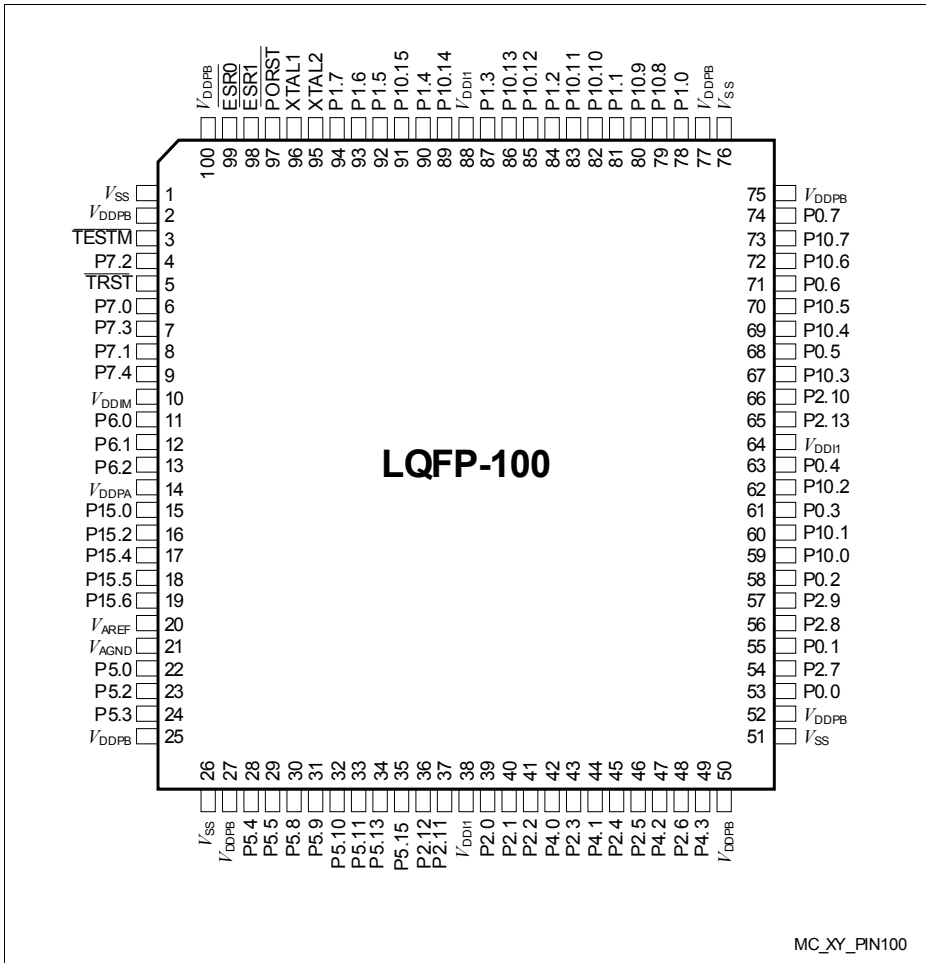 VDDPB
ESR0
ESR1
PORST
XTAL1
XTAL2
P1.7
P1.6
P1.5
P10.15
P1.4
P10.14
VDDI1
P1.3
P10.13
P10.12
P1.2
P10.11
P10.10
P1.1
P10.9
P10.8
P1.0
VDDPB
VSS
100 99 98 97 96 95 94 93 92 91 90 89 88 87 86 85 84 83 82 81 80 79 78 77 76
VSS 1
VDDPB 2
TESTM 3
P7.2 4
TRST 5
P7.0 6
P7.3 7
P7.1 8
P7.4 9
VDDIM 10
P6.0 11
P6.1 12
P6.2 13
VDDPA 14
P15.0 15
P15.2 16
P15.4 17
P15.5 18
P15.6 19
VAREF 20
VAGND 21
P5.0 22
P5.2 23
P5.3 24
VDDPB 25
LQFP-100
75 VDDPB
74 P0.7
73 P10.7
72 P10.6
71 P0.6
70 P10.5
69 P10.4
68 P0.5
67 P10.3
66 P2.10
65 P2.13
64 VDDI1
63 P0.4
62 P10.2
61 P0.3
60 P10.1
59 P10.0
58 P0.2
57 P2.9
56 P2.8
55 P0.1
54 P2.7
53 P0.0
52 VDDPB
51 VSS
26 27 28 29 30 31 32 33 34 35 36 37 38 39 40 41 42 43 44 45 46 47 48 49 50
VSS
VDDPB
P5.4
P5.5
P5.8
P5.9
P5.10
P5.11
P5.13
P5.15
P2.12
P2.11
VDDI1
P2.0
P2.1
P2.2
P4.0
P2.3
P4.1
P2.4
P2.5
P4.2
P2.6
P4.3
VDDPB
MC_XY_PIN100